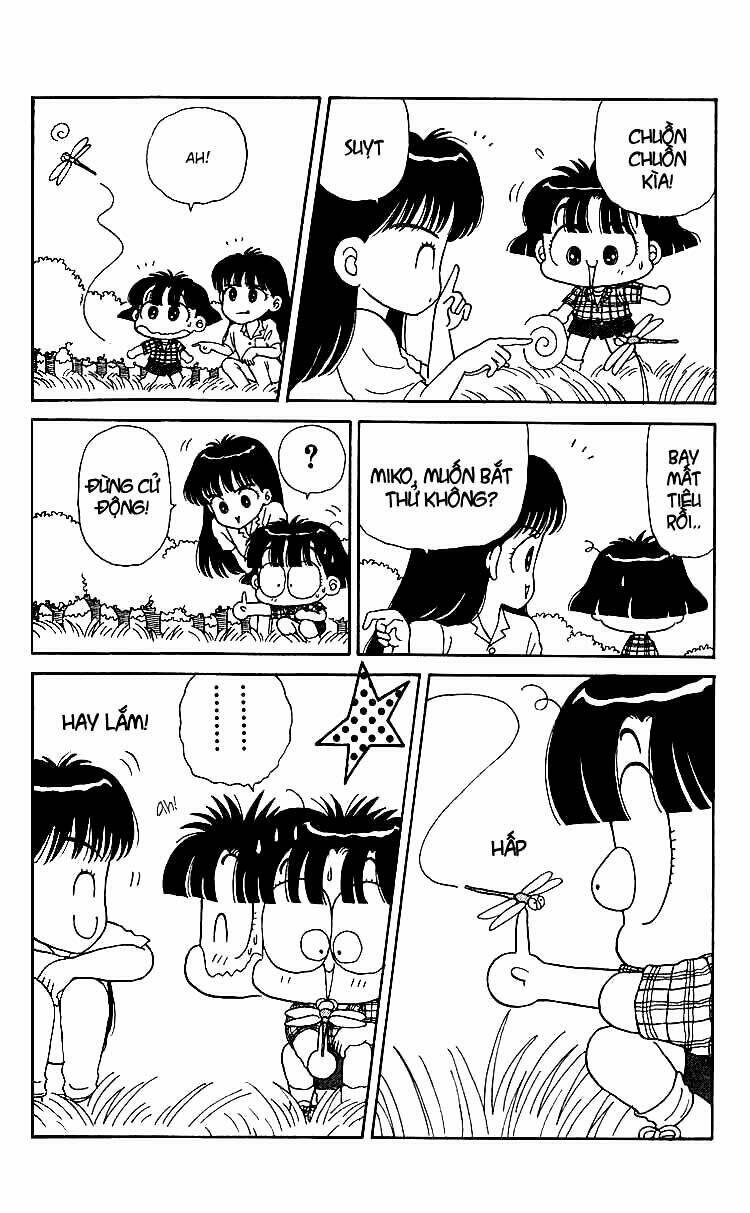 CHUỒN
CHUỒN
KÌA!
SUỴT
AH!
BAY
MẤT
TIÊU
RỒI..
MIKO, MUỐN BẮT
THỬ KHÔNG?
?
ĐỪNG CỬ
ĐỘNG!
HẤP
......
......
ah!
HAY LẮM!